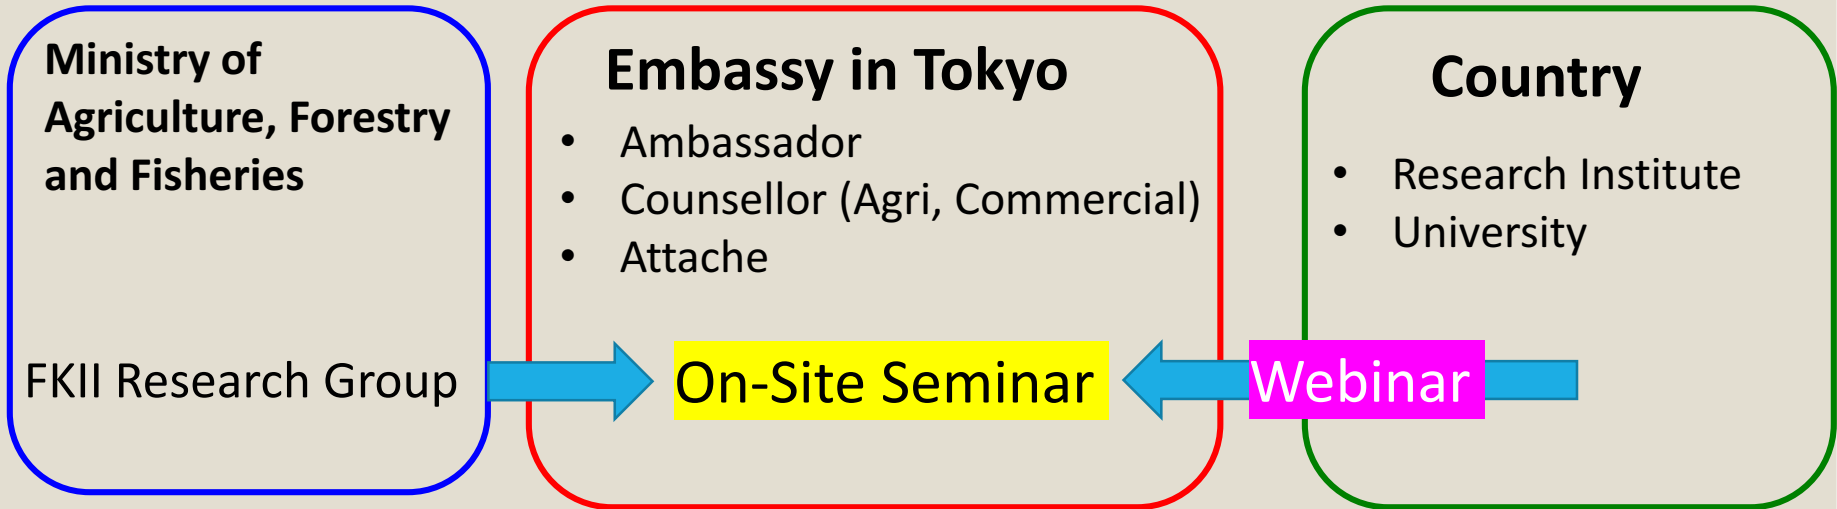 Ministry of
Agriculture, Forestry
and Fisheries
FKII Research Group
Embassy in Tokyo
• Ambassador
• Counsellor (Agri, Commercial)
• Attache
On-Site Seminar
Country
• Research Institute
• University
Webinar